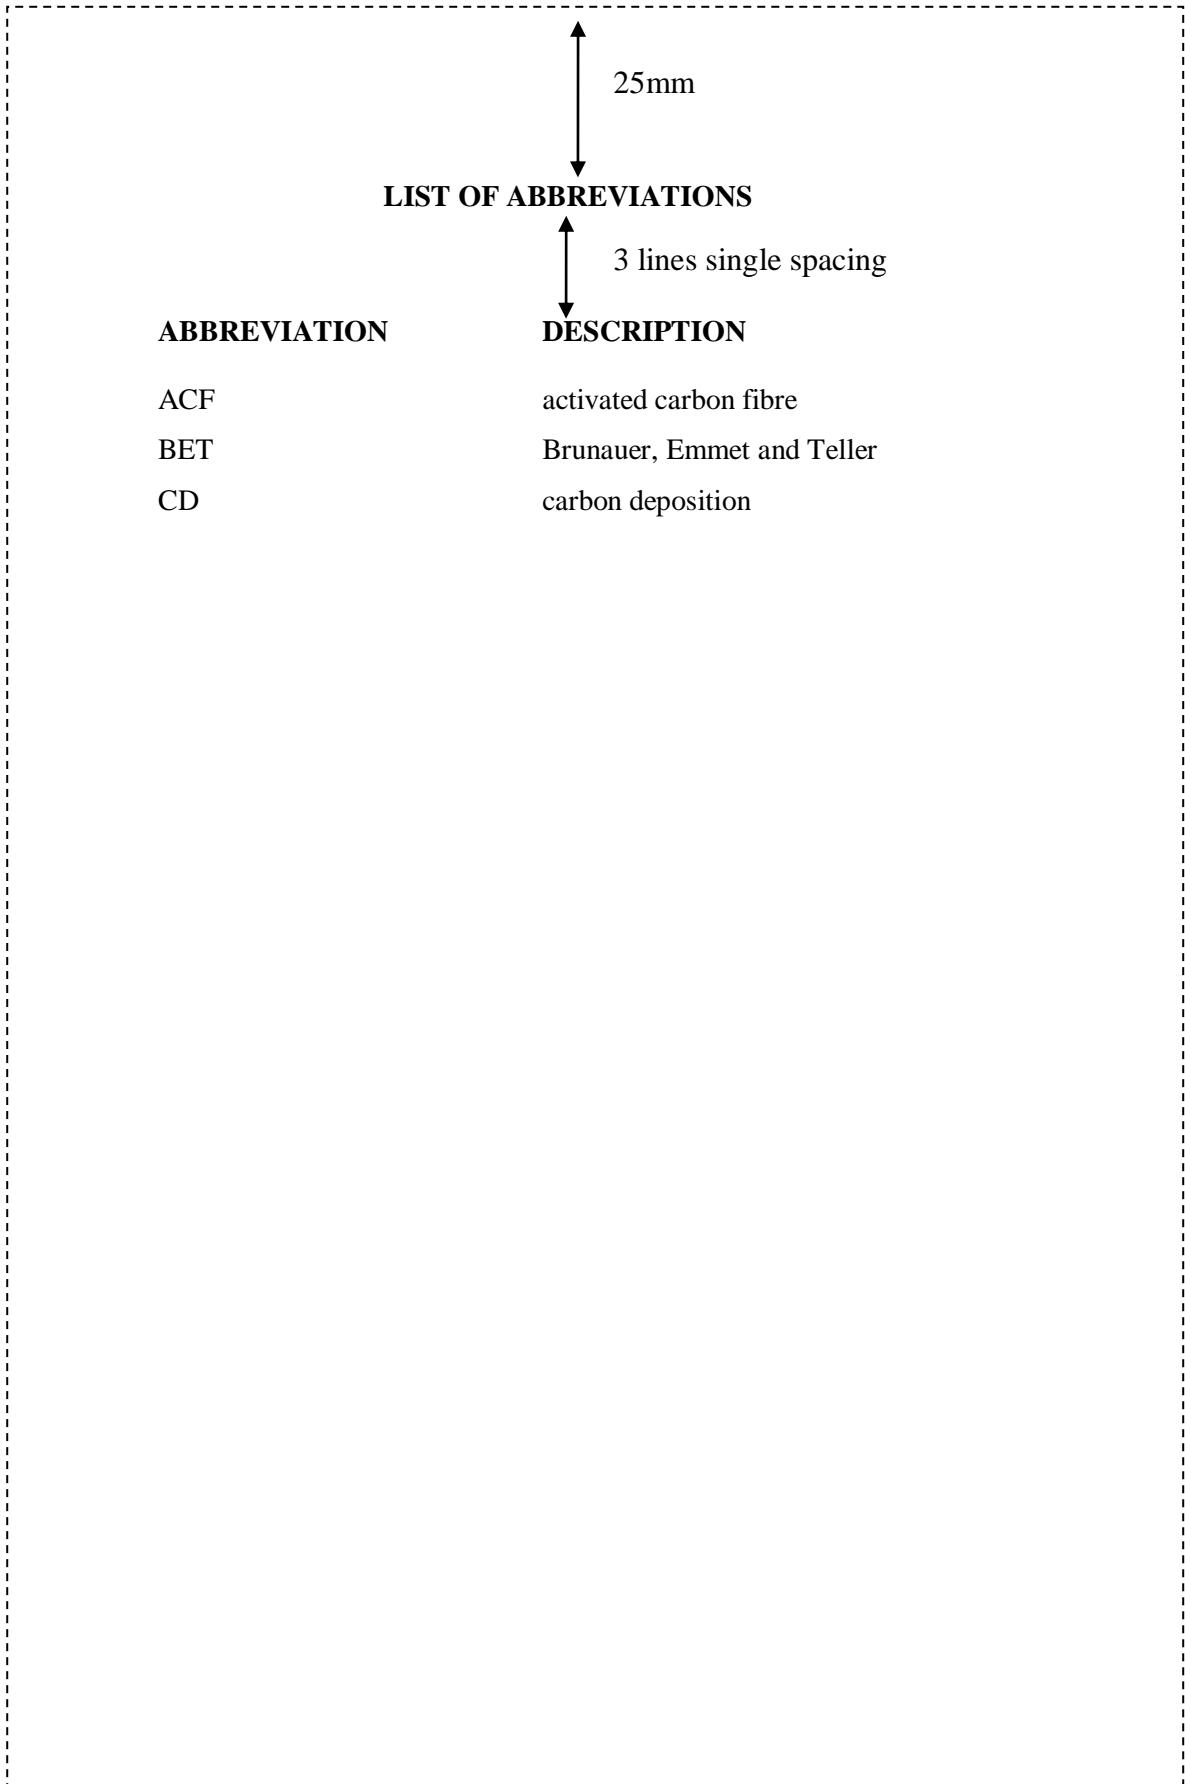 25mm
LIST OF ABBREVIATIONS
3 lines single spacing
ABBREVIATION DESCRIPTION
ACF activated carbon fibre
BET Brunauer, Emmet and Teller
CD carbon deposition